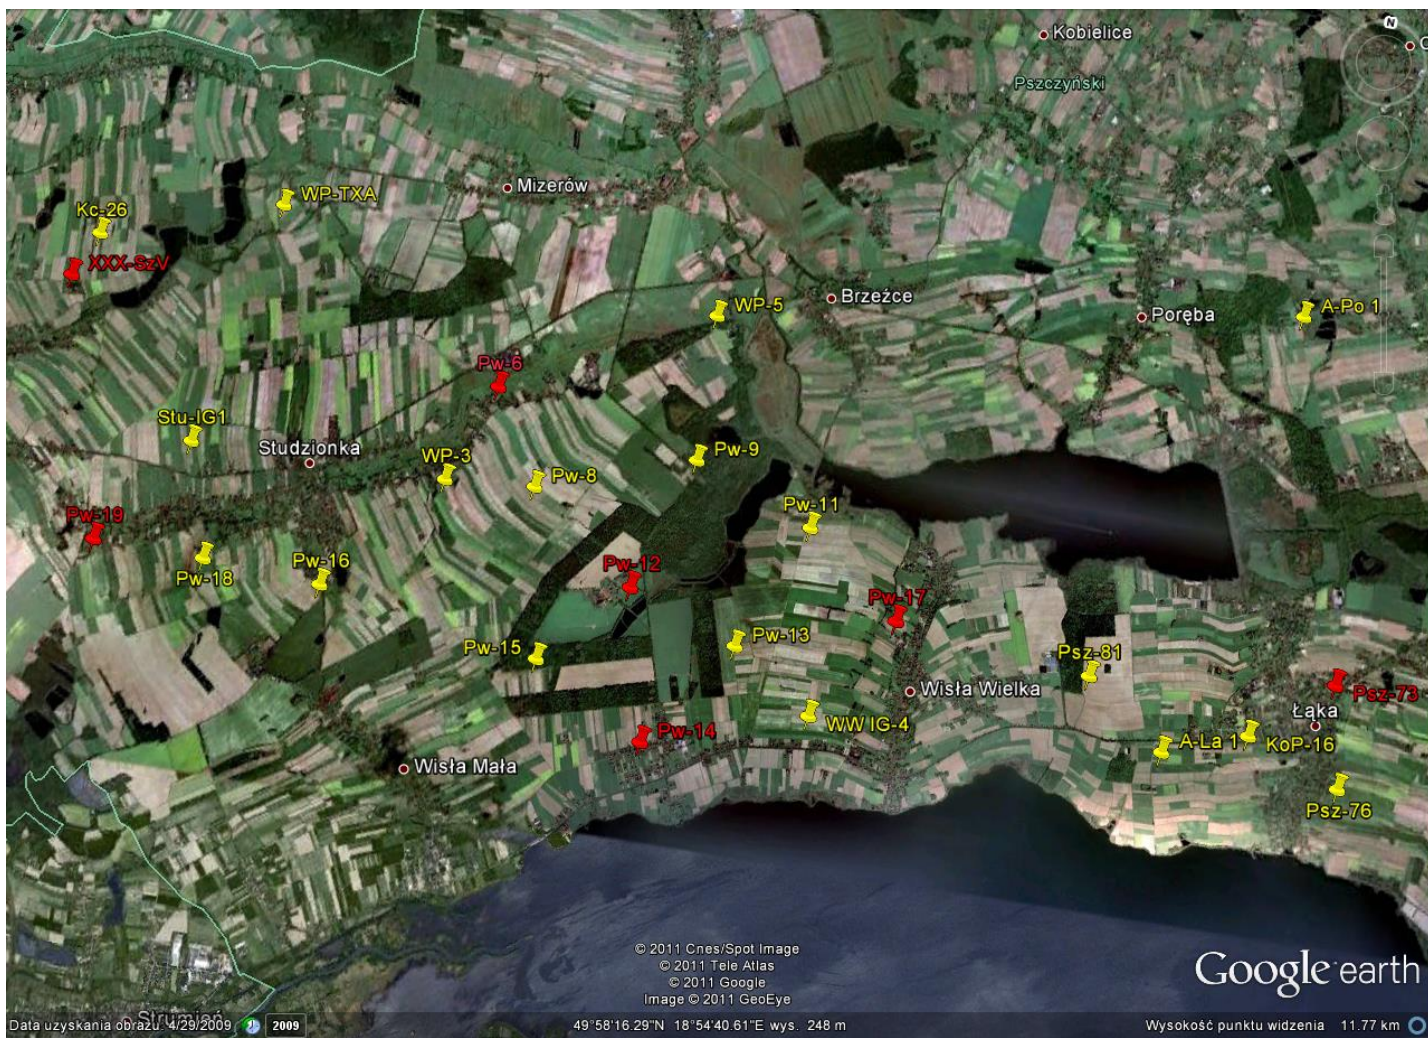 N
Kobielice
Pszczyński
Mizerów
WP-TXA
Kc-26
XXX-SzV
Brzeźce
WP-5
Poręba
A-Po 1
Pw-6
Stu-IG1
Studzionka
WP-3
Pw-8
Pw-9
Pw-11
Pw-19
Pw-18
Pw-16
Pw-12
Pw-17
Pw-15
Pw-13
Psz-81
Wisła Wielka
Psz-73
Łąka
WW IG-4
Pw-14
A-La 1
KoP-16
Wisła Mała
Psz-76
© 2011 Cnes/Spot Image
© 2011 Tele Atlas
© 2011 Google
Image © 2011 GeoEye
Google earth
Strumień
Data uzyskania obrazu: 4/29/2009
2009
49°58'16.29"N 18°54'40.61"E wys. 248 m
Wysokość punktu widzenia 11.77 km